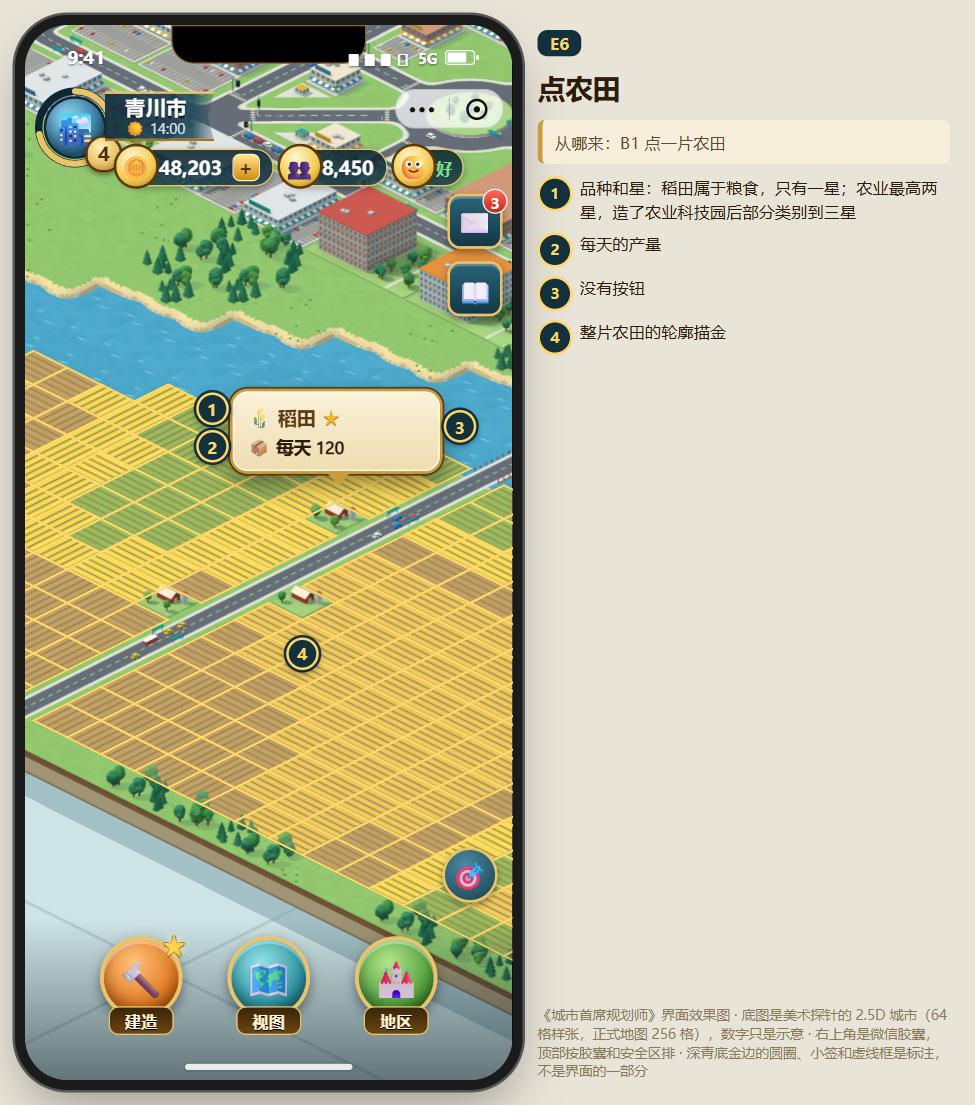 9:41
5G
青川市
14:00
4
48,203
+
8,450
好
3
1
稻田
2
每天 120
3
4
建造
视图
地区
E6
点农田
从哪来：B1 点一片农田
1
品种和星：稻田属于粮食，只有一星；农业最高两
星，造了农业科技园后部分类别到三星
2
每天的产量
3
没有按钮
4
整片农田的轮廓描金
《城市首席规划师》界面效果图 · 底图是美术探针的 2.5D 城市（64
格样张，正式地图 256 格），数字只是示意 · 右上角是微信胶囊，
顶部按胶囊和安全区排 · 深青底金边的圆圈、小签和虚线框是标注，
不是界面的一部分